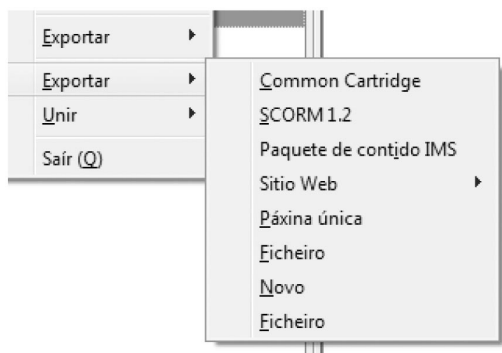 Exportar
Exportar
Unir
Saír (Q)
Common Cartridge
SCORM 1.2
Paquete de contido IMS
Sitio Web
Páxina única
Ficheiro
Novo
Ficheiro